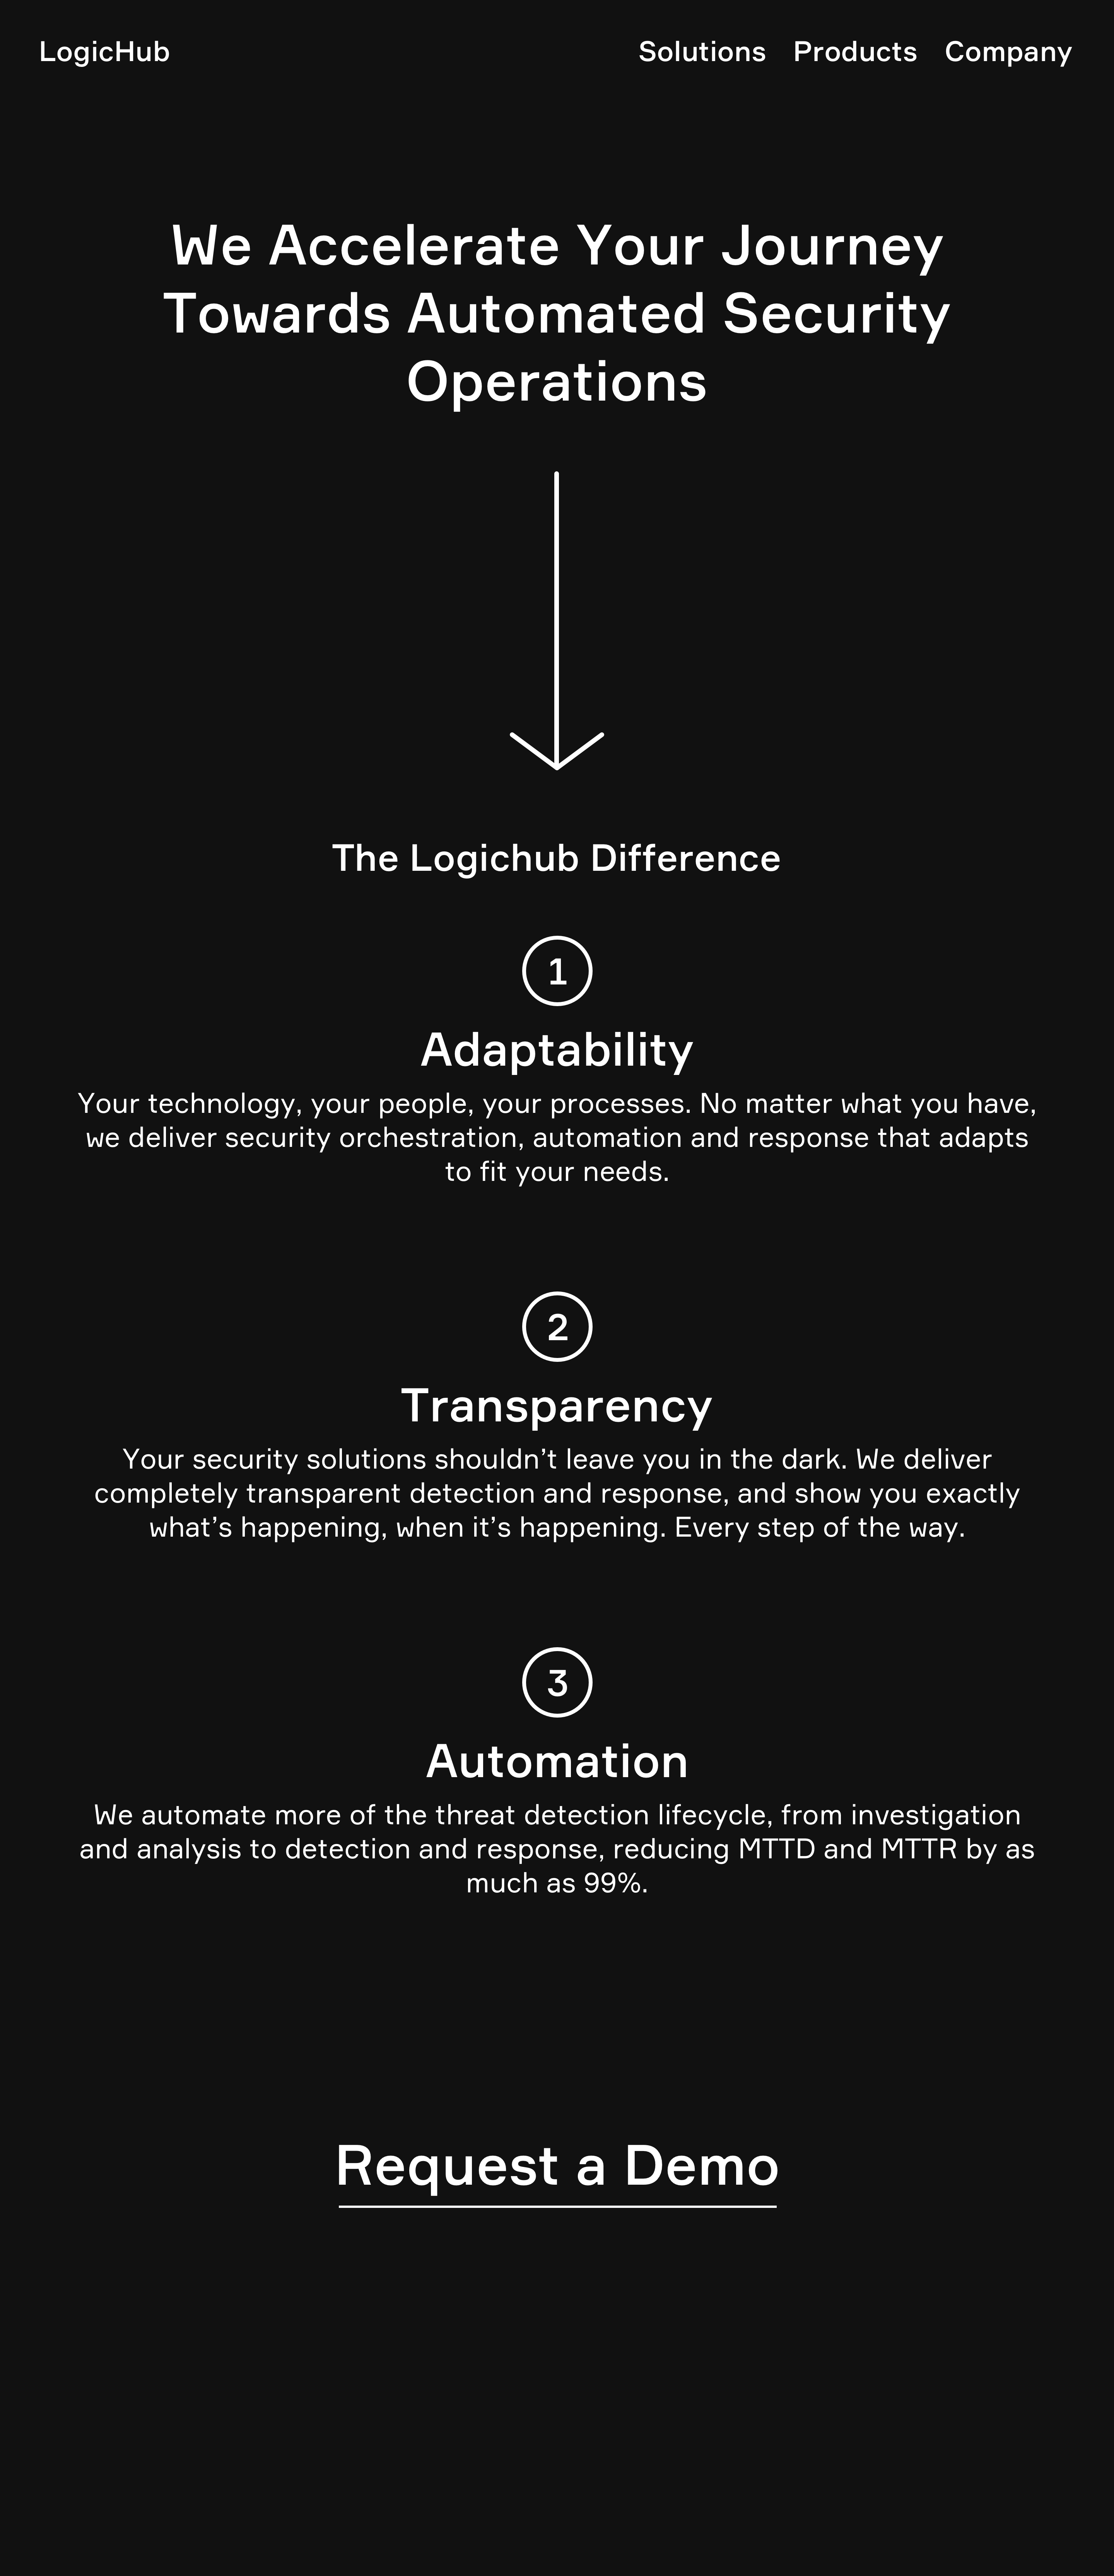 LogicHub
Solutions Products Company
We Accelerate Your Journey
Towards Automated Security
Operations
The Logichub Difference
1
Adaptability
Your technology, your people, your processes. No matter what you have,
we deliver security orchestration, automation and response that adapts
to fit your needs.
2
Transparency
Your security solutions shouldn’t leave you in the dark. We deliver
completely transparent detection and response, and show you exactly
what’s happening, when it’s happening. Every step of the way.
3
Automation
We automate more of the threat detection lifecycle, from investigation
and analysis to detection and response, reducing MTTD and MTTR by as
much as 99%.
Request a Demo